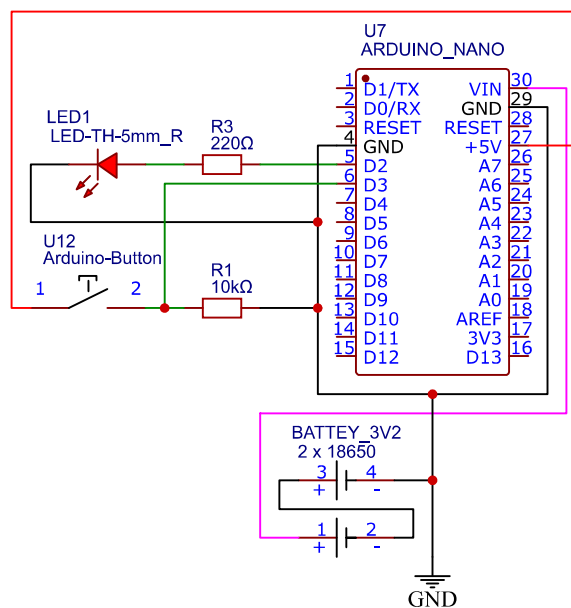 U7
ARDUINO_NANO
1 D1/TX VIN 30
2 D0/RX GND 29
3 RESET RESET 28
4 GND +5V 27
5 D2 A7 26
6 D3 A6 25
7 D4 A5 24
8 D5 A4 23
9 D6 A3 22
10 D7 A2 21
11 D8 A1 20
12 D9 A0 19
13 D10 AREF 18
14 D11 3V3 17
15 D12 D13 16
LED1
LED-TH-5mm_R
R3
220Ω
U12
Arduino-Button
1 2
R1
10kΩ
BATTEY_3V2
2 x 18650
3 4
+ -
1 2
+ -
GND